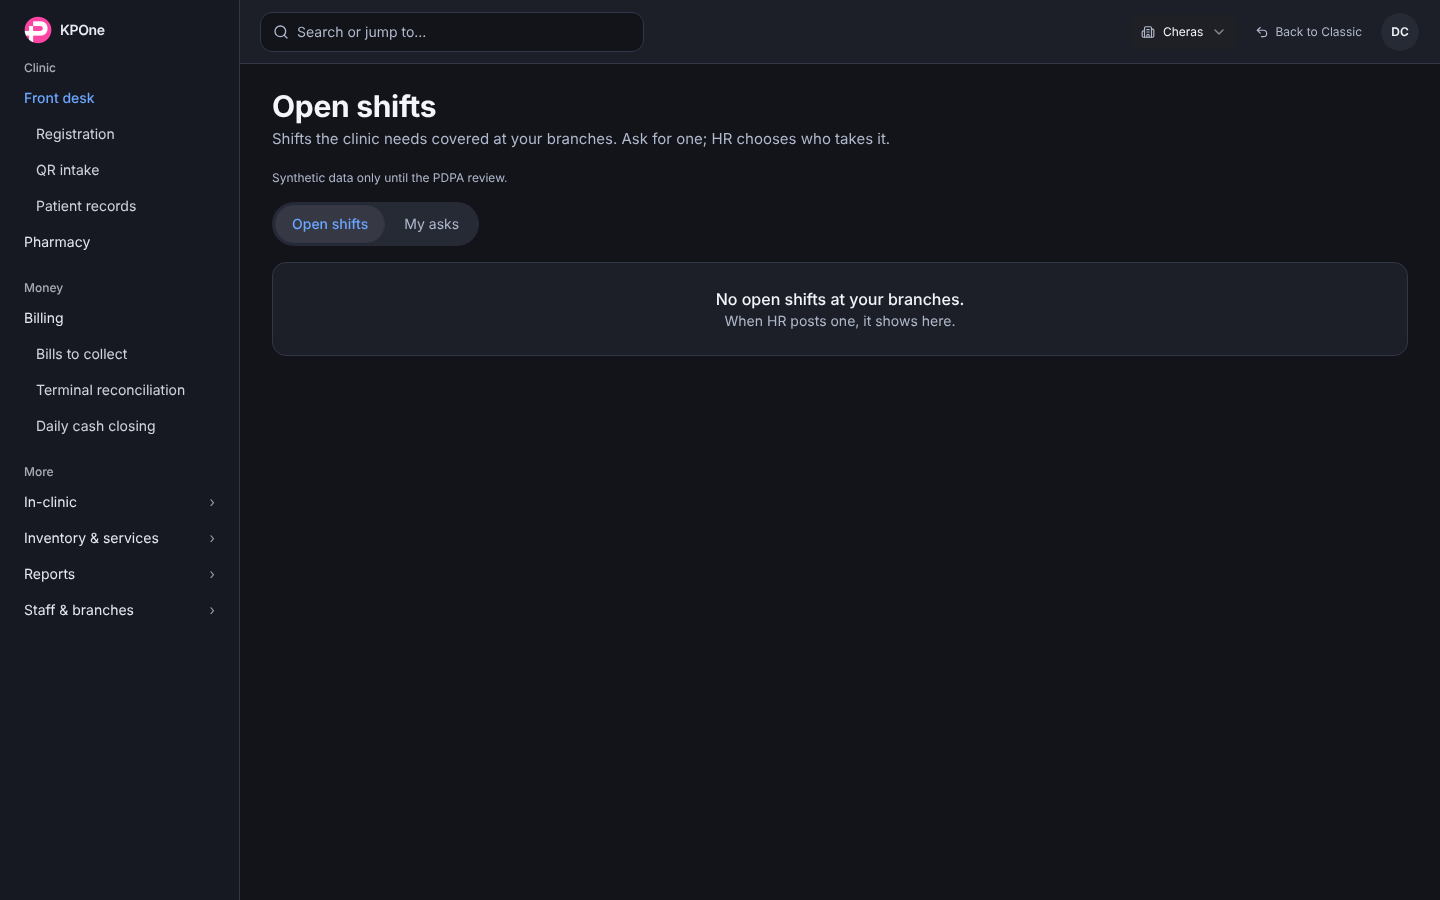 KPOne
Clinic
Front desk
Registration
QR intake
Patient records
Pharmacy
Money
Billing
Bills to collect
Terminal reconciliation
Daily cash closing
More
In-clinic
Inventory & services
Reports
Staff & branches
Search or jump to...
Cheras
Back to Classic
DC
Open shifts
Shifts the clinic needs covered at your branches. Ask for one; HR chooses who takes it.
Synthetic data only until the PDPA review.
Open shifts
My asks
No open shifts at your branches.
When HR posts one, it shows here.